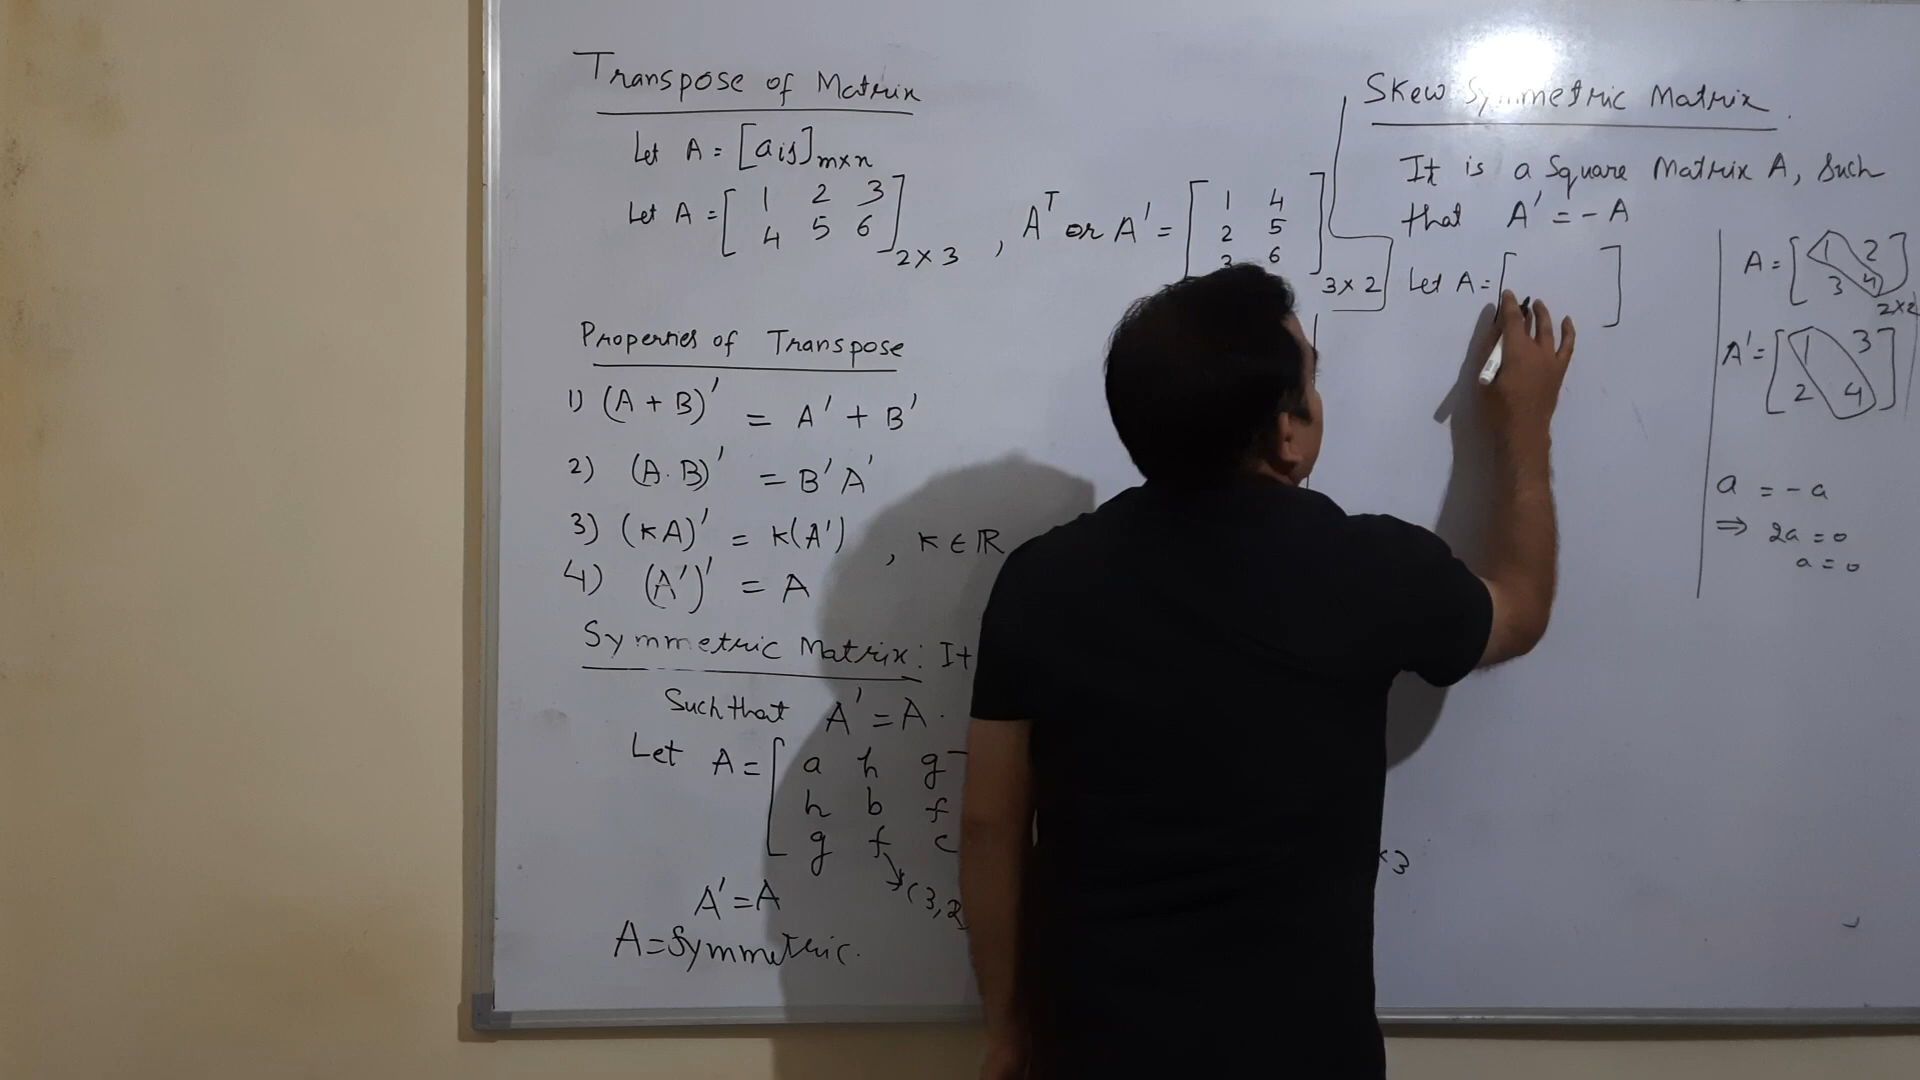 Transpose of Matrix
Let A = [aij]m×n
Let A = [ 1 2 3
4 5 6 ]2×3 , Aᵀ or A' = [ 1 4
2 5
3 6 ]3×2
Properties of Transpose
1) (A + B)' = A' + B'
2) (A.B)' = B'A'
3) (KA)' = K(A') , K ∈ ℝ
4) (A')' = A
Symmetric Matrix: It
Such that A' = A.
Let A = [ a h g
h b f
g f c
(3,2)
×3
A' = A
A = Symmetric.
Skew Symmetric Matrix
It is a Square Matrix A, Such
that A' = - A
Let A = [ ]
A = [ 1 2
3 4 ]2×2
A' = [ 1 3
2 4 ]
a = - a
⇒ 2a = 0
a = 0